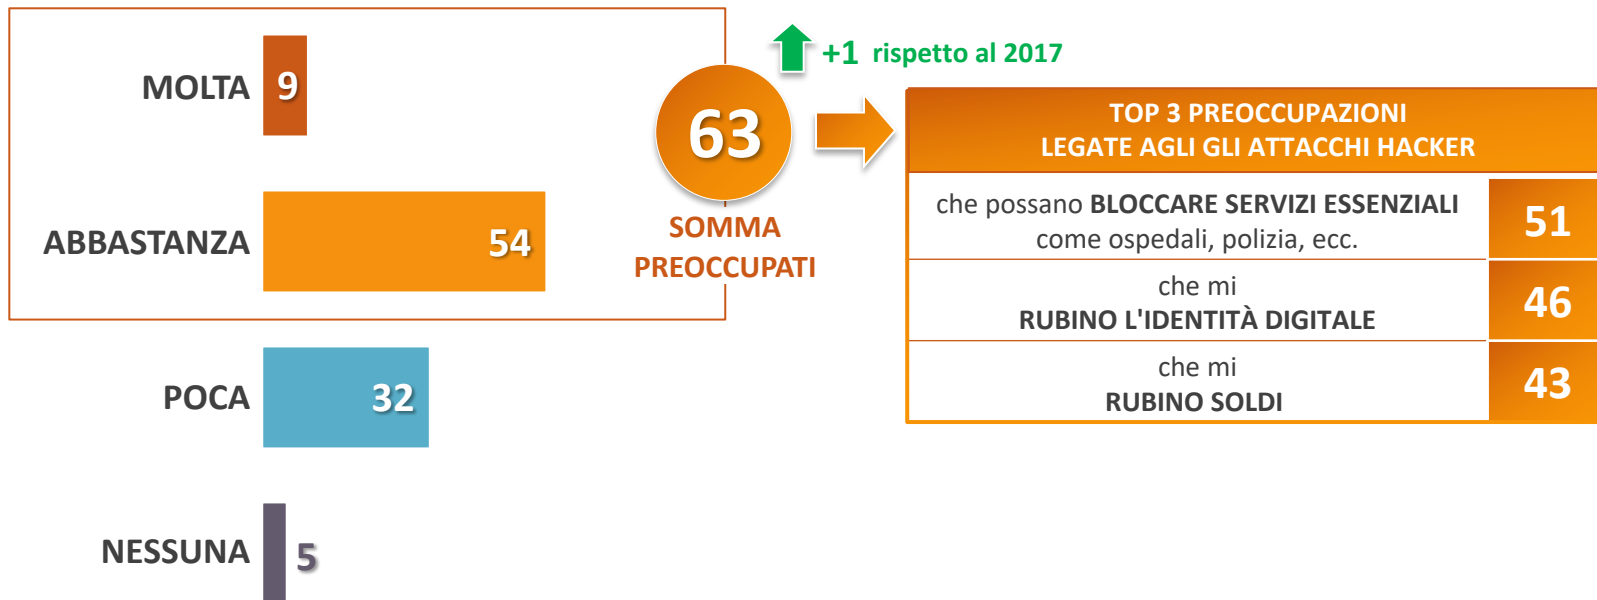 MOLTA 9
ABBASTANZA 54
POCA 32
NESSUNA 5
+1 rispetto al 2017
63
SOMMA
PREOCCUPATI
TOP 3 PREOCCUPAZIONI
LEGATE AGLI GLI ATTACCHI HACKER
che possano BLOCCARE SERVIZI ESSENZIALI
come ospedali, polizia, ecc.
51
che mi
RUBINO L'IDENTITÀ DIGITALE
46
che mi
RUBINO SOLDI
43